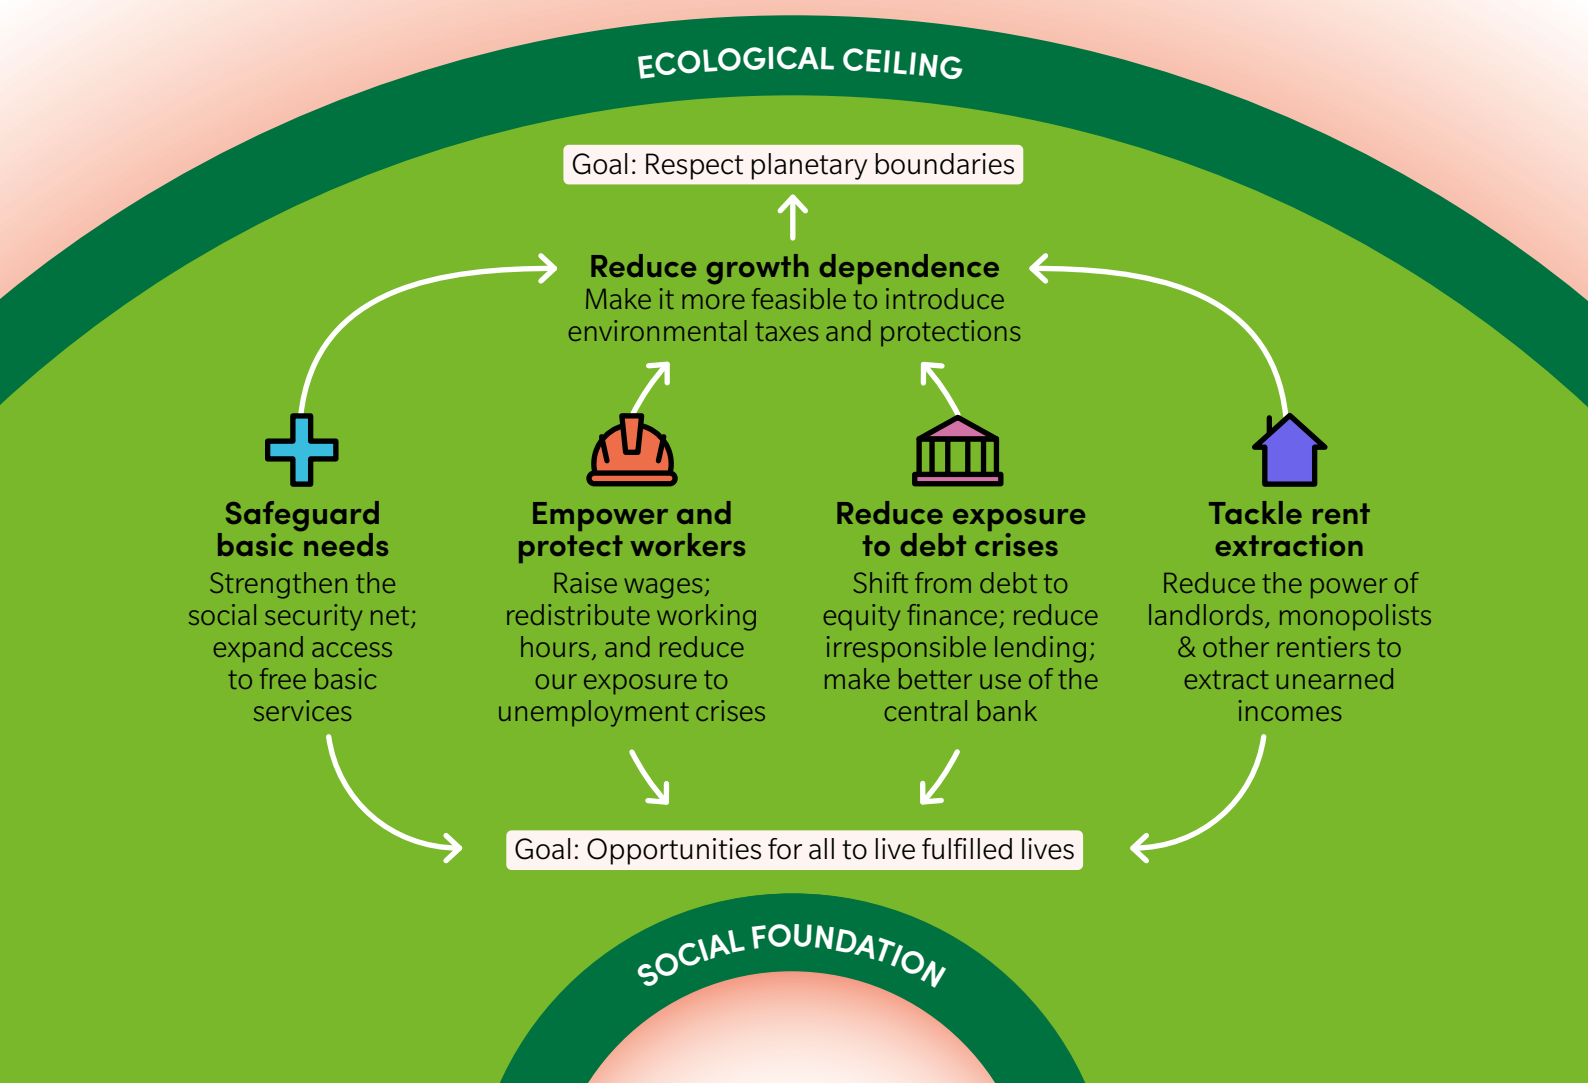 ECOLOGICAL CEILING
Goal: Respect planetary boundaries
Reduce growth dependence
Make it more feasible to introduce
environmental taxes and protections
Safeguard
basic needs
Strengthen the
social security net;
expand access
to free basic
services
Empower and
protect workers
Raise wages;
redistribute working
hours, and reduce
our exposure to
unemployment crises
Reduce exposure
to debt crises
Shift from debt to
equity finance; reduce
irresponsible lending;
make better use of the
central bank
Tackle rent
extraction
Reduce the power of
landlords, monopolists
& other rentiers to
extract unearned
incomes
Goal: Opportunities for all to live fulfilled lives
SOCIAL FOUNDATION